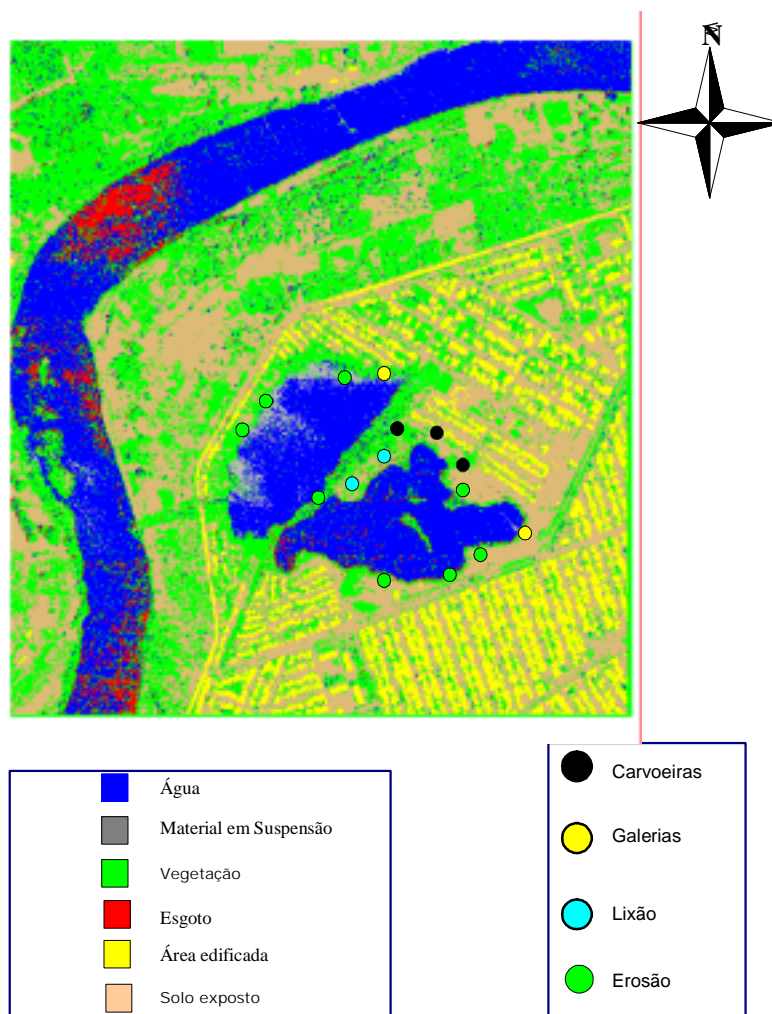 N
Água
Material em Suspensão
Vegetação
Esgoto
Área edificada
Solo exposto
Carvoeiras
Galerias
Lixão
Erosão